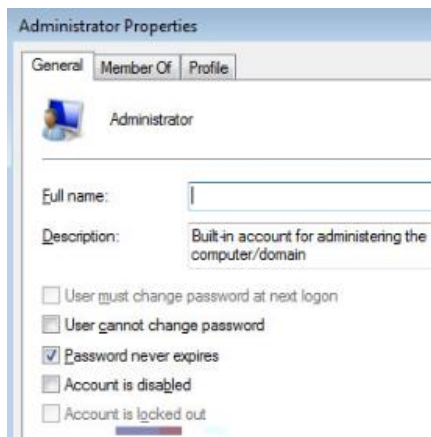 Administrator Properties
General Member Of Profile
Administrator
Full name:
Description: Built-in account for administering the
computer/domain
User must change password at next logon
User cannot change password
Password never expires
Account is disabled
Account is locked out